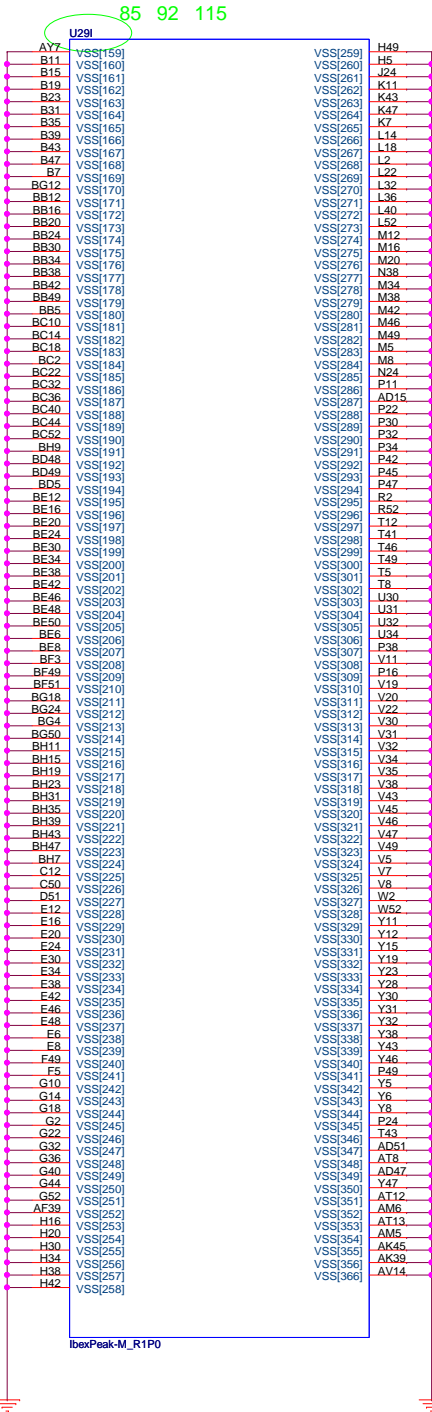 85 92 115
U29I
AY7 VSS[159] VSS[259] H49
B11 VSS[160] VSS[260] H5
B15 VSS[161] VSS[261] J24
B19 VSS[162] VSS[262] K11
B23 VSS[163] VSS[263] K43
B31 VSS[164] VSS[264] K47
B35 VSS[165] VSS[265] K7
B39 VSS[166] VSS[266] L14
B43 VSS[167] VSS[267] L18
B47 VSS[168] VSS[268] L2
B7 VSS[169] VSS[269] L22
BG12 VSS[170] VSS[270] L32
BB12 VSS[171] VSS[271] L36
BB16 VSS[172] VSS[272] L40
BB20 VSS[173] VSS[273] L52
BB24 VSS[174] VSS[274] M12
BB30 VSS[175] VSS[275] M16
BB34 VSS[176] VSS[276] M20
BB38 VSS[177] VSS[277] N38
BB42 VSS[178] VSS[278] M34
BB49 VSS[179] VSS[279] M38
BB5 VSS[180] VSS[280] M42
BC10 VSS[181] VSS[281] M46
BC14 VSS[182] VSS[282] M49
BC18 VSS[183] VSS[283] M5
BC2 VSS[184] VSS[284] M8
BC22 VSS[185] VSS[285] N24
BC32 VSS[186] VSS[286] P11
BC36 VSS[187] VSS[287] AD15
BC40 VSS[188] VSS[288] P22
BC44 VSS[189] VSS[289] P30
BC52 VSS[190] VSS[290] P32
BH9 VSS[191] VSS[291] P34
BD48 VSS[192] VSS[292] P42
BD49 VSS[193] VSS[293] P45
BD5 VSS[194] VSS[294] P47
BE12 VSS[195] VSS[295] R2
BE16 VSS[196] VSS[296] R52
BE20 VSS[197] VSS[297] T12
BE24 VSS[198] VSS[298] T41
BE30 VSS[199] VSS[299] T46
BE34 VSS[200] VSS[300] T49
BE38 VSS[201] VSS[301] T5
BE42 VSS[202] VSS[302] T8
BE46 VSS[203] VSS[303] U30
BE48 VSS[204] VSS[304] U31
BE50 VSS[205] VSS[305] U32
BE6 VSS[206] VSS[306] U34
BE8 VSS[207] VSS[307] P38
BF3 VSS[208] VSS[308] V11
BF49 VSS[209] VSS[309] P16
BF51 VSS[210] VSS[310] V19
BG18 VSS[211] VSS[311] V20
BG24 VSS[212] VSS[312] V22
BG4 VSS[213] VSS[313] V30
BG50 VSS[214] VSS[314] V31
BH11 VSS[215] VSS[315] V32
BH15 VSS[216] VSS[316] V34
BH19 VSS[217] VSS[317] V35
BH23 VSS[218] VSS[318] V38
BH31 VSS[219] VSS[319] V43
BH35 VSS[220] VSS[320] V45
BH39 VSS[221] VSS[321] V46
BH43 VSS[222] VSS[322] V47
BH47 VSS[223] VSS[323] V49
BH7 VSS[224] VSS[324] V5
C12 VSS[225] VSS[325] V7
C50 VSS[226] VSS[326] V8
D51 VSS[227] VSS[327] W2
E12 VSS[228] VSS[328] W52
E16 VSS[229] VSS[329] Y11
E20 VSS[230] VSS[330] Y12
E24 VSS[231] VSS[331] Y15
E30 VSS[232] VSS[332] Y19
E34 VSS[233] VSS[333] Y23
E38 VSS[234] VSS[334] Y28
E42 VSS[235] VSS[335] Y30
E46 VSS[236] VSS[336] Y31
E48 VSS[237] VSS[337] Y32
E6 VSS[238] VSS[338] Y38
E8 VSS[239] VSS[339] Y43
F49 VSS[240] VSS[340] Y46
F5 VSS[241] VSS[341] P49
G10 VSS[242] VSS[342] Y5
G14 VSS[243] VSS[343] Y6
G18 VSS[244] VSS[344] Y8
G2 VSS[245] VSS[345] P24
G22 VSS[246] VSS[346] T43
G32 VSS[247] VSS[347] AD51
G36 VSS[248] VSS[348] AT8
G40 VSS[249] VSS[349] AD47
G44 VSS[250] VSS[350] Y47
G52 VSS[251] VSS[351] AT12
AF39 VSS[252] VSS[352] AM6
H16 VSS[253] VSS[353] AT13
H20 VSS[254] VSS[354] AM5
H30 VSS[255] VSS[355] AK45
H34 VSS[256] VSS[356] AK39
H38 VSS[257] VSS[366] AV14
H42 VSS[258]
IbexPeak-M_R1P0